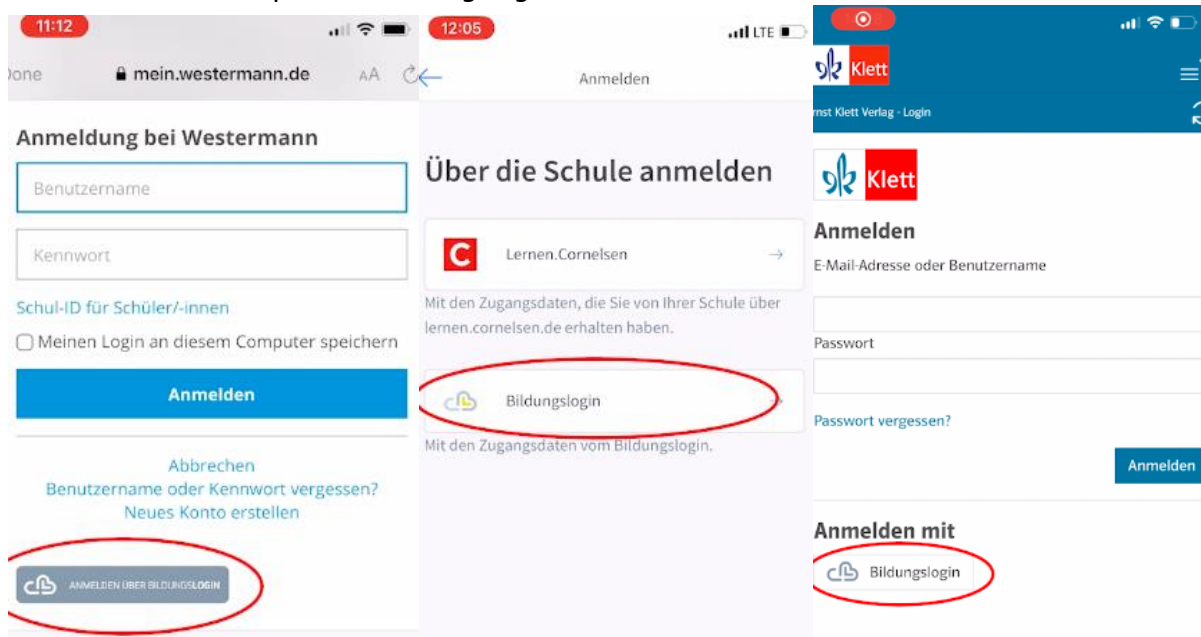 11:12
one
mein.westermann.de
AA
Anmeldung bei Westermann
Benutzername
Kennwort
Schul-ID für Schüler/-innen
Meinen Login an diesem Computer speichern
Anmelden
Abbrechen
Benutzername oder Kennwort vergessen?
Neues Konto erstellen
ANMELDEN ÜBER BILDUNGSLOGIN
12:05
LTE
Anmelden
Über die Schule anmelden
C
Lernen.Cornelsen
Mit den Zugangsdaten, die Sie von Ihrer Schule über
lernen.cornelsen.de erhalten haben.
Bildungslogin
Mit den Zugangsdaten vom Bildungslogin.
Klett
rnst Klett Verlag - Login
Klett
Anmelden
E-Mail-Adresse oder Benutzername
Passwort
Passwort vergessen?
Anmelden
Anmelden mit
Bildungslogin